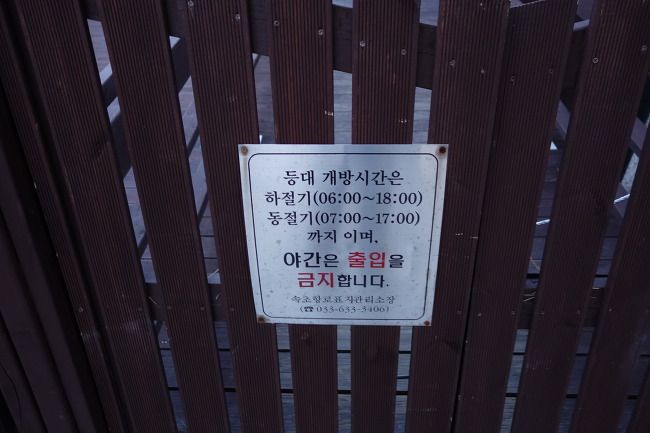 등대 개방시간은
하절기(06:00~18:00)
동절기(07:00~17:00)
까지 이며,
야간은 출입을
금지합니다.
속초항로표지관리소장
(☎033-633-3406)